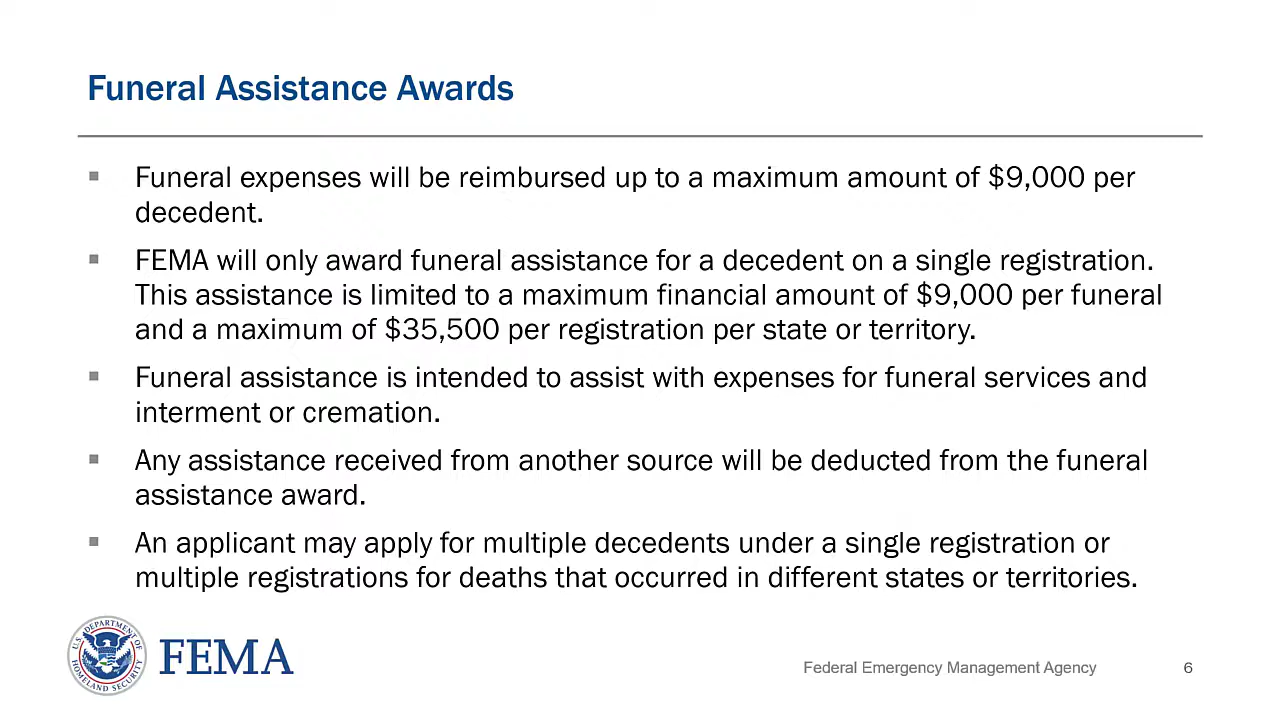 Funeral Assistance Awards
▪ Funeral expenses will be reimbursed up to a maximum amount of $9,000 per
decedent.
▪ FEMA will only award funeral assistance for a decedent on a single registration.
This assistance is limited to a maximum financial amount of $9,000 per funeral
and a maximum of $35,500 per registration per state or territory.
▪ Funeral assistance is intended to assist with expenses for funeral services and
interment or cremation.
▪ Any assistance received from another source will be deducted from the funeral
assistance award.
▪ An applicant may apply for multiple decedents under a single registration or
multiple registrations for deaths that occurred in different states or territories.
U.S. DEPARTMENT OF
HOMELAND SECURITY
FEMA
Federal Emergency Management Agency
6